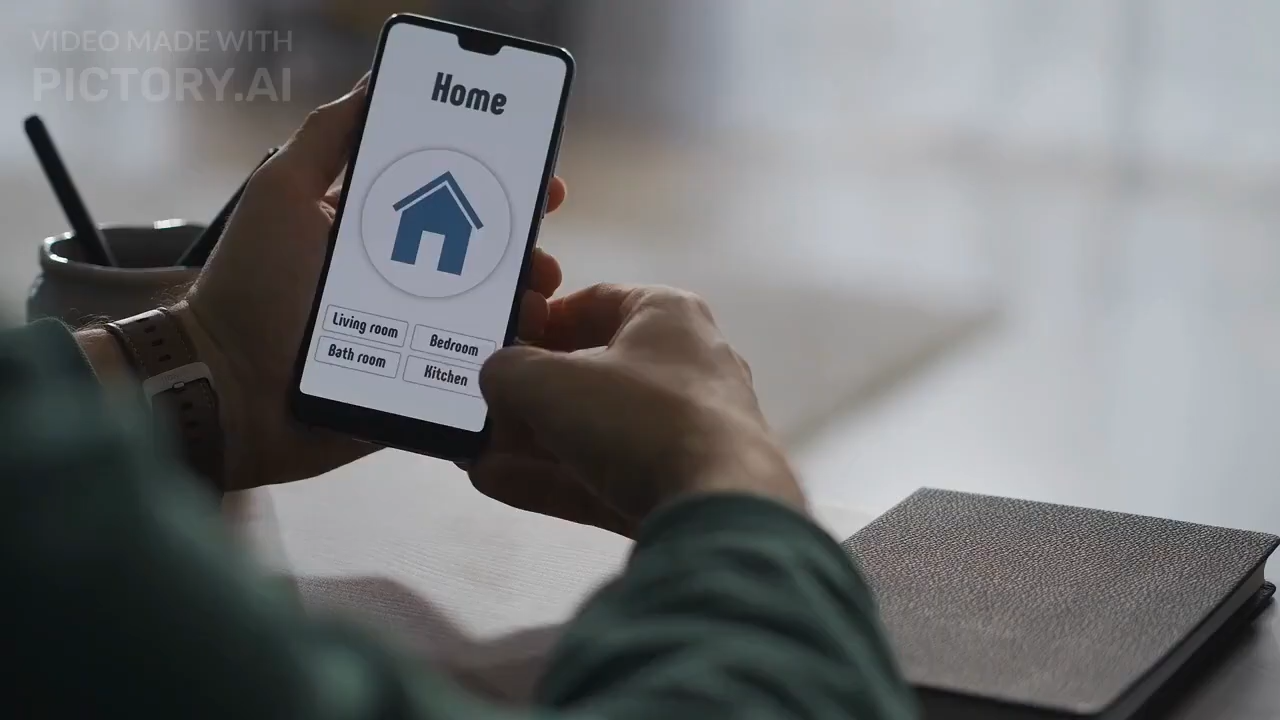 VIDEO MADE WITH
PICTORY.AI
Home
Living room
Bedroom
Bath room
Kitchen